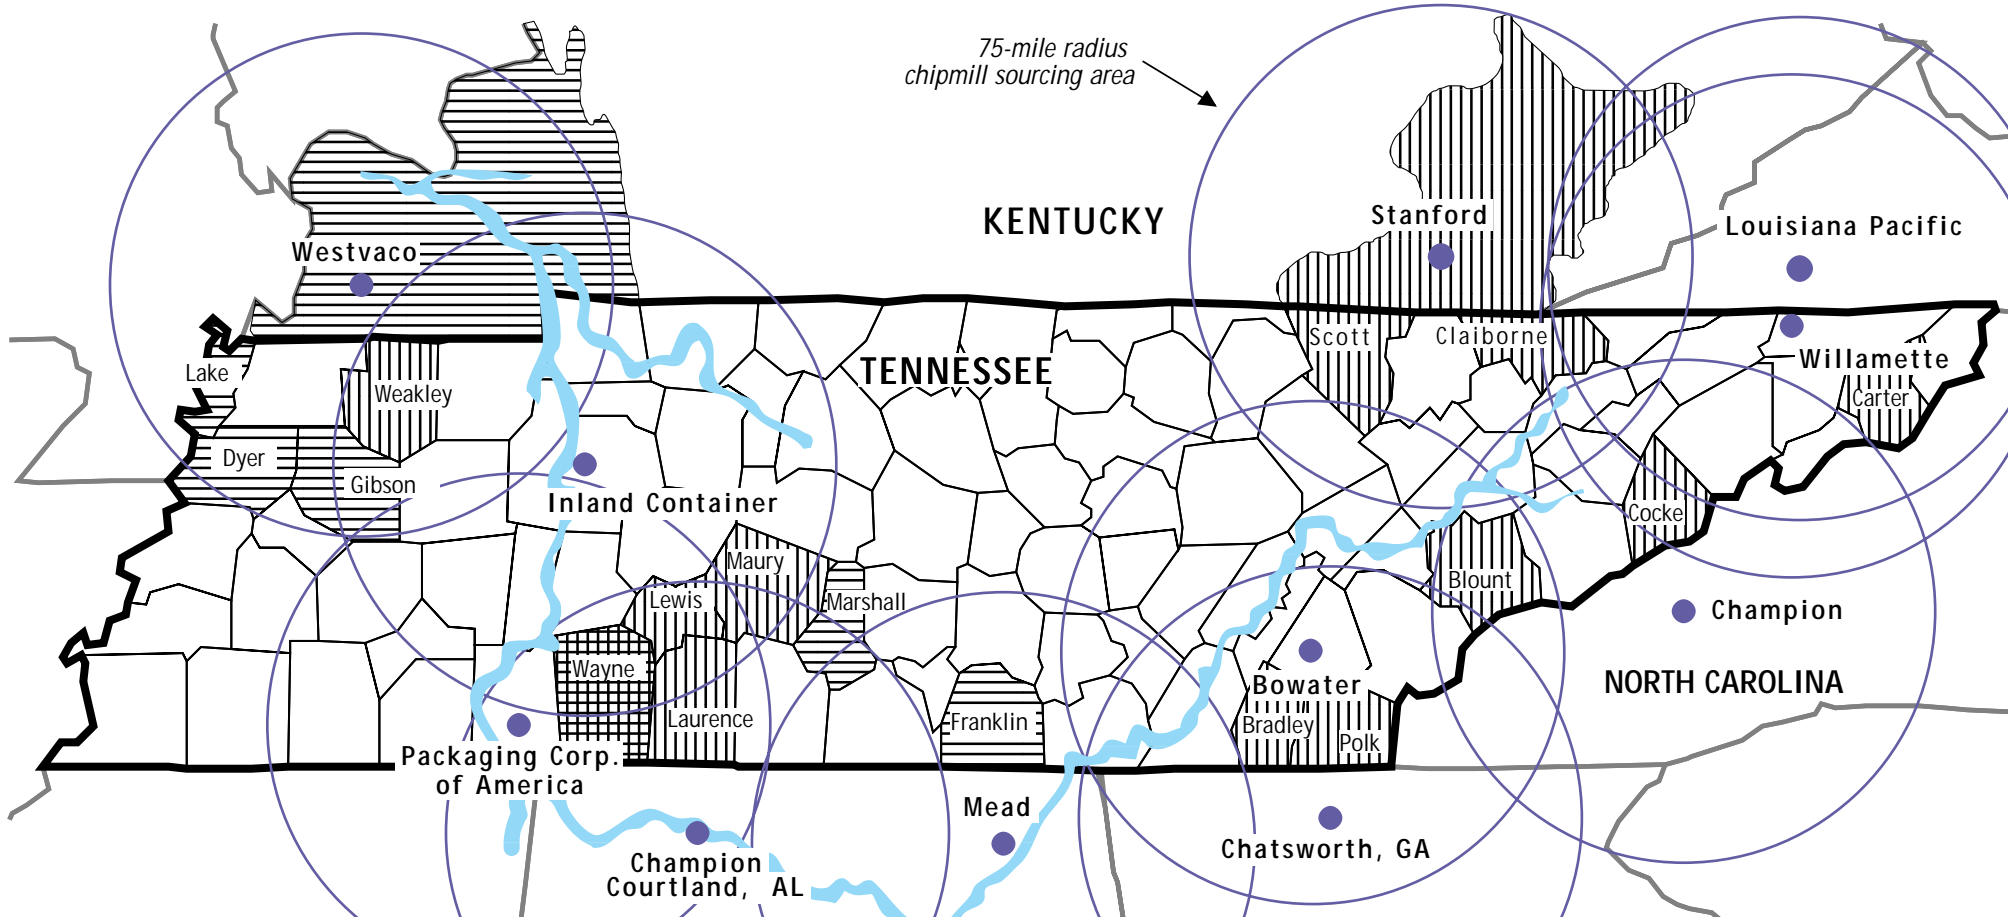 75-mile radius
chipmill sourcing area
KENTUCKY
Stanford
Louisiana Pacific
Westvaco
Scott
Claiborne
TENNESSEE
Willamette
Lake
Weakley
Carter
Dyer
Gibson
Inland Container
Cocke
Maury
Blount
Lewis
Marshall
Champion
Wayne
NORTH CAROLINA
Bowater
Laurence
Franklin
Bradley
Polk
Packaging Corp.
of America
Mead
Chatsworth, GA
Champion
Courtland, AL